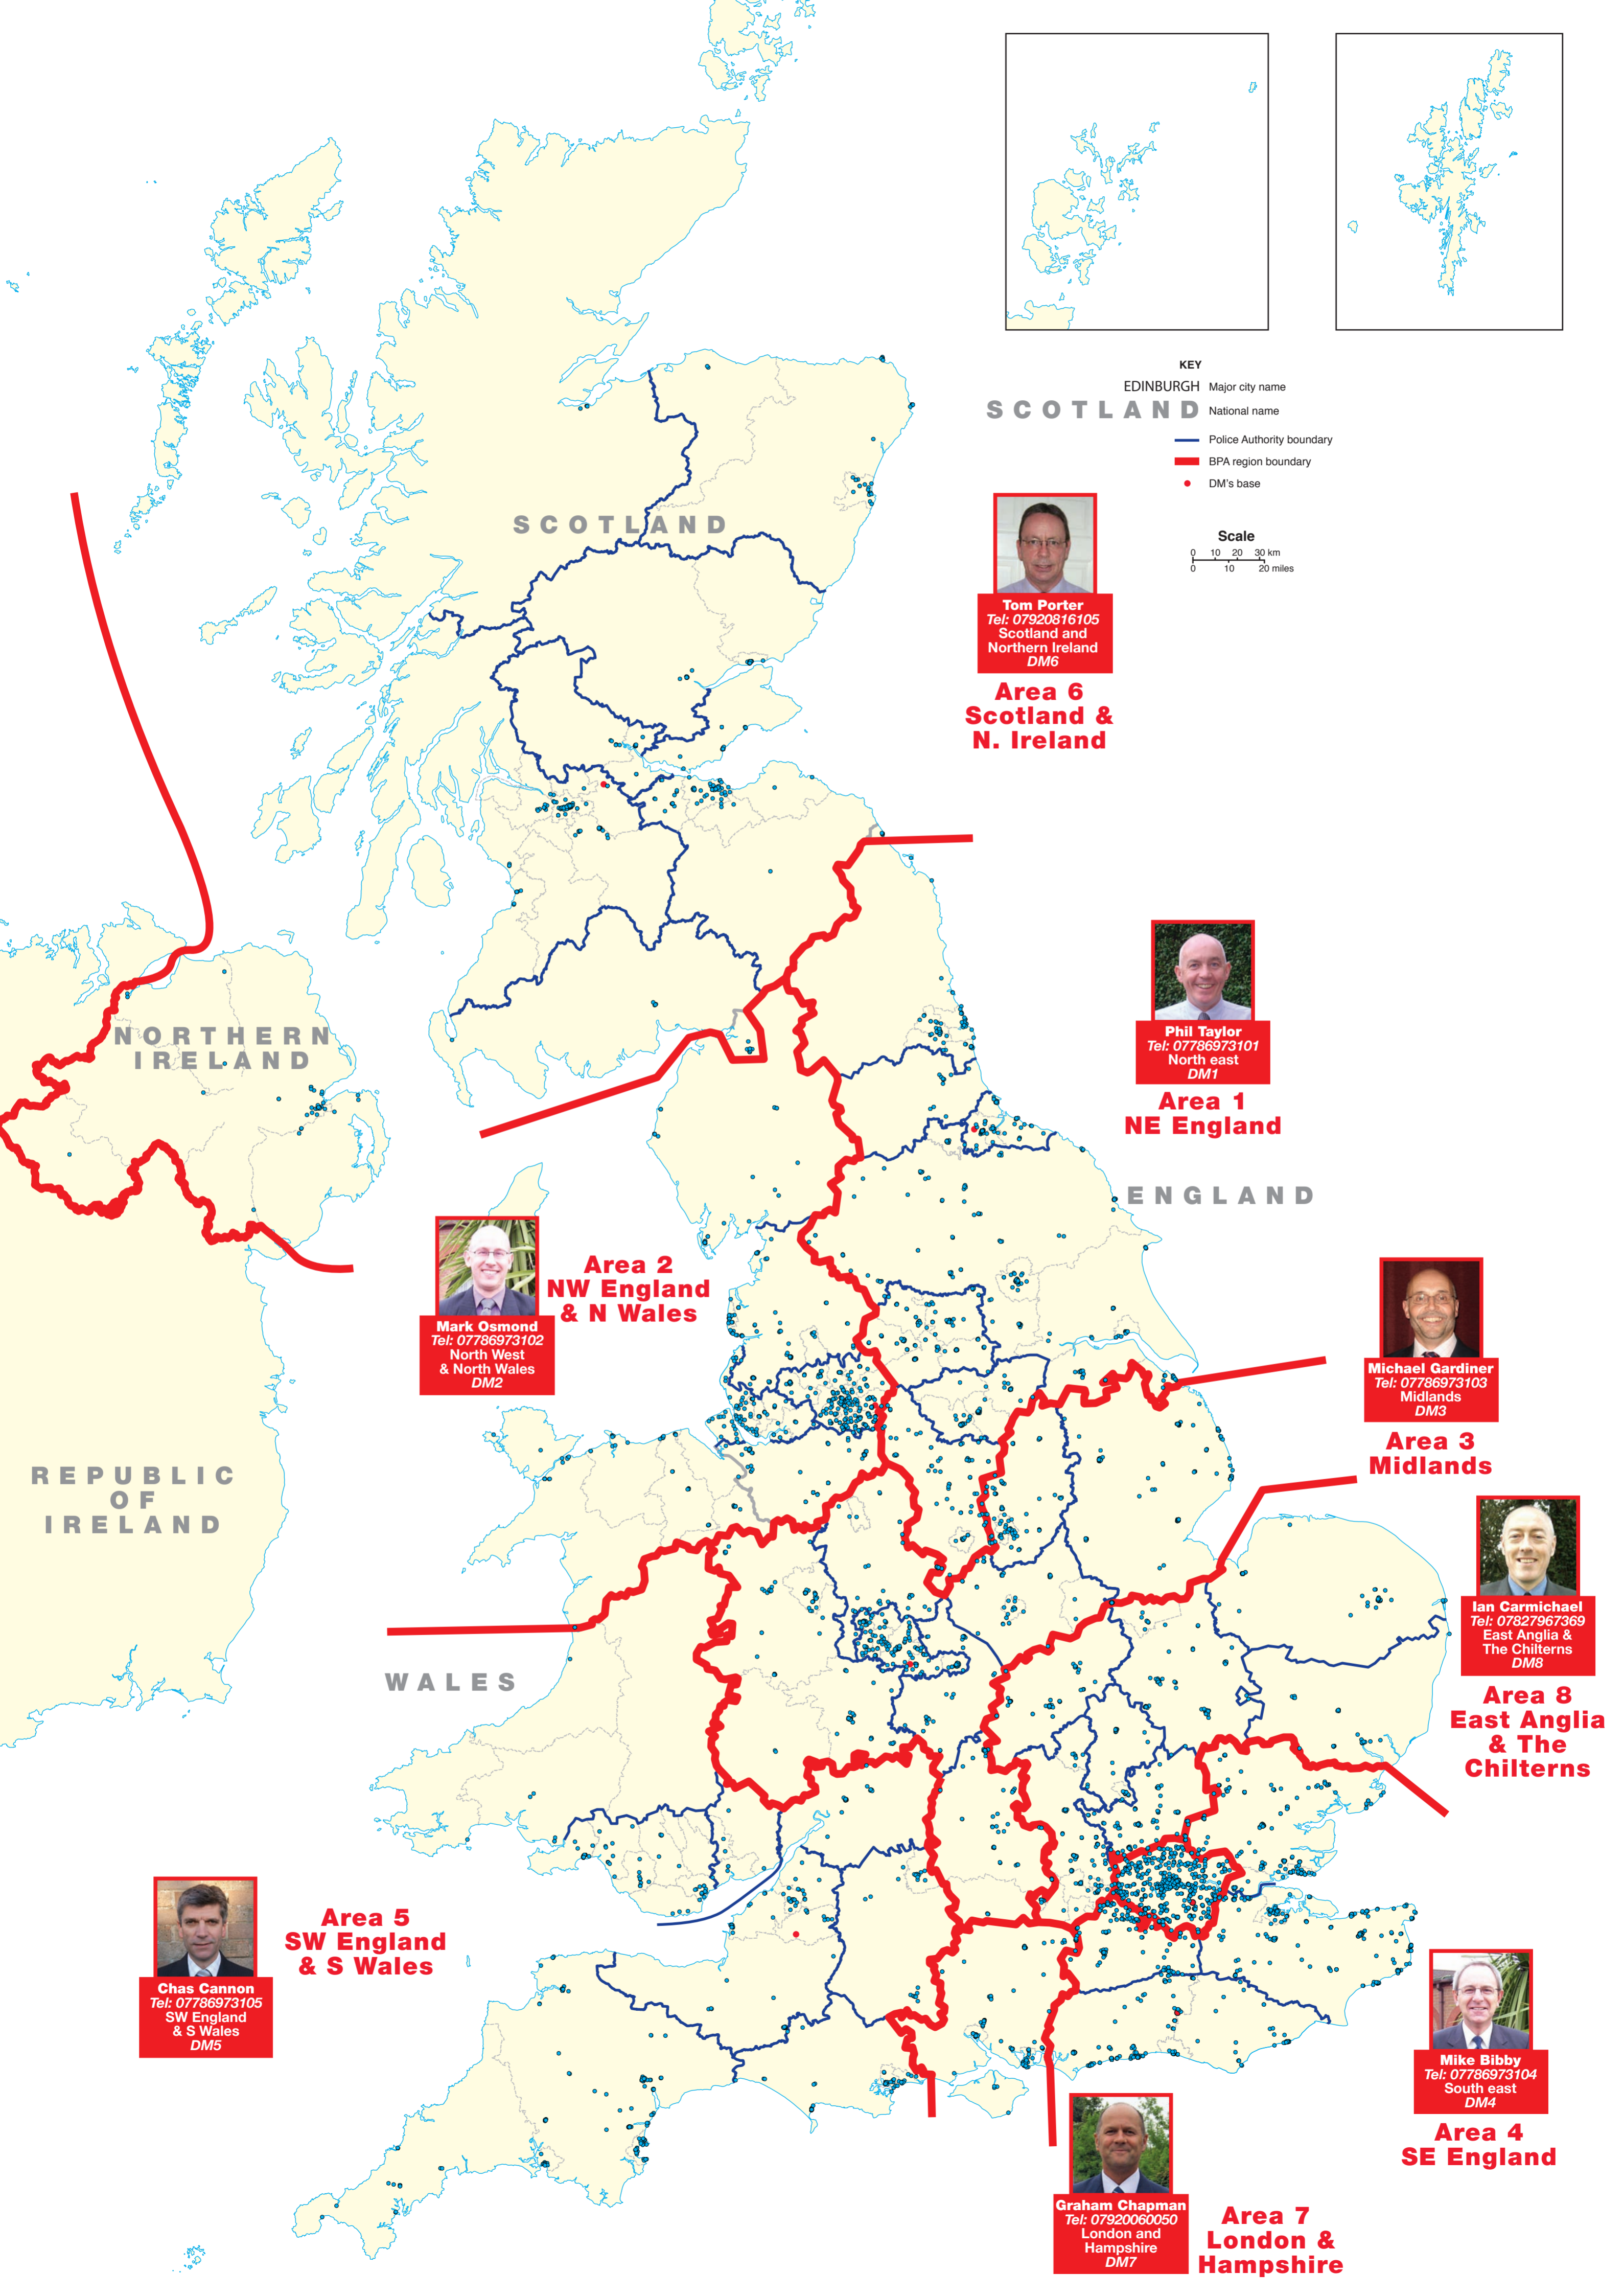 KEY
EDINBURGH Major city name
SCOTLAND National name
Police Authority boundary
BPA region boundary
DM's base
Scale
0 10 20 30 km
0 10 20 miles
SCOTLAND
Tom Porter
Tel: 07920816105
Scotland and
Northern Ireland
DM6
Area 6
Scotland &
N. Ireland
Phil Taylor
Tel: 07786973101
North east
DM1
Area 1
NE England
NORTHERN
IRELAND
ENGLAND
Mark Osmond
Tel: 07786973102
North West
& North Wales
DM2
Area 2
NW England
& N Wales
Michael Gardiner
Tel: 07786973103
Midlands
DM3
Area 3
Midlands
REPUBLIC
OF
IRELAND
Ian Carmichael
Tel: 07827967369
East Anglia &
The Chilterns
DM8
Area 8
East Anglia
& The
Chilterns
WALES
Chas Cannon
Tel: 07786973105
SW England
& S Wales
DM5
Area 5
SW England
& S Wales
Mike Bibby
Tel: 07786973104
South east
DM4
Area 4
SE England
Graham Chapman
Tel: 07920060050
London and
Hampshire
DM7
Area 7
London &
Hampshire